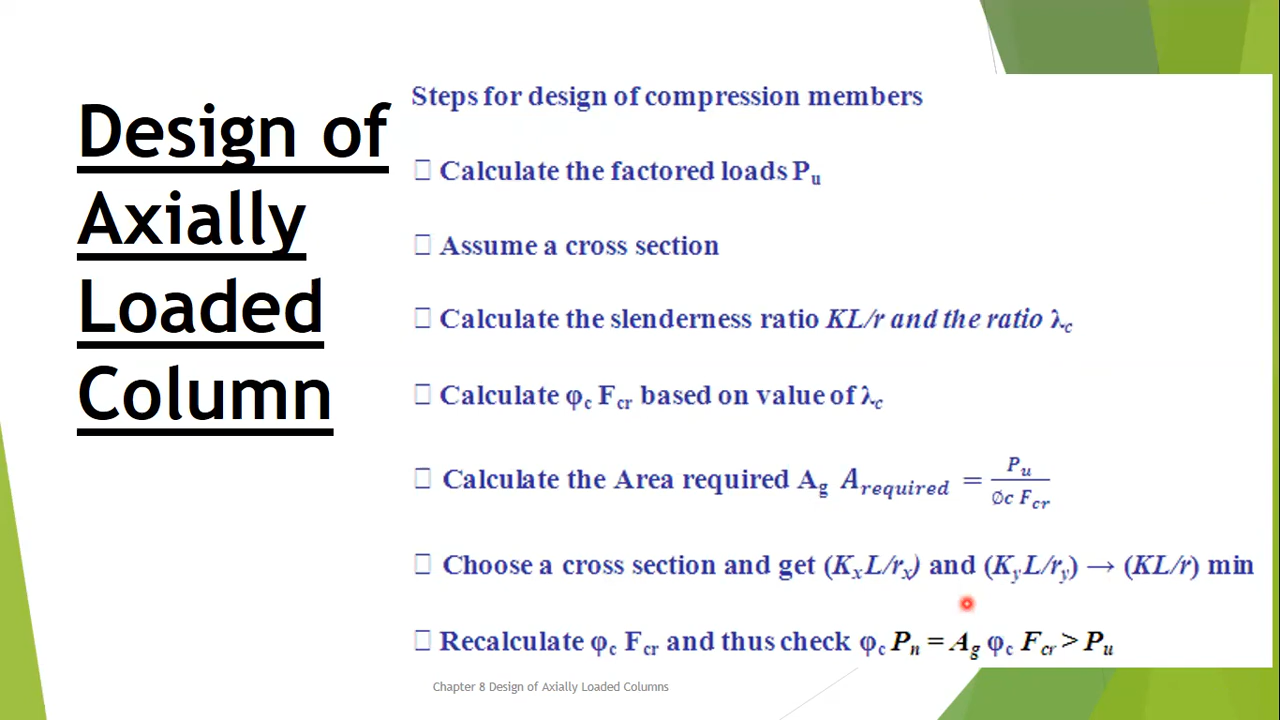 Design of
Axially
Loaded
Column
Steps for design of compression members
□ Calculate the factored loads Pu
□ Assume a cross section
□ Calculate the slenderness ratio KL/r and the ratio λc
□ Calculate φc Fcr based on value of λc
□ Calculate the Area required Ag Arequired = Pu / ∅c Fcr
□ Choose a cross section and get (KxL/rx) and (KyL/ry) → (KL/r) min
□ Recalculate φc Fcr and thus check φc Pn = Ag φc Fcr > Pu
Chapter 8 Design of Axially Loaded Columns